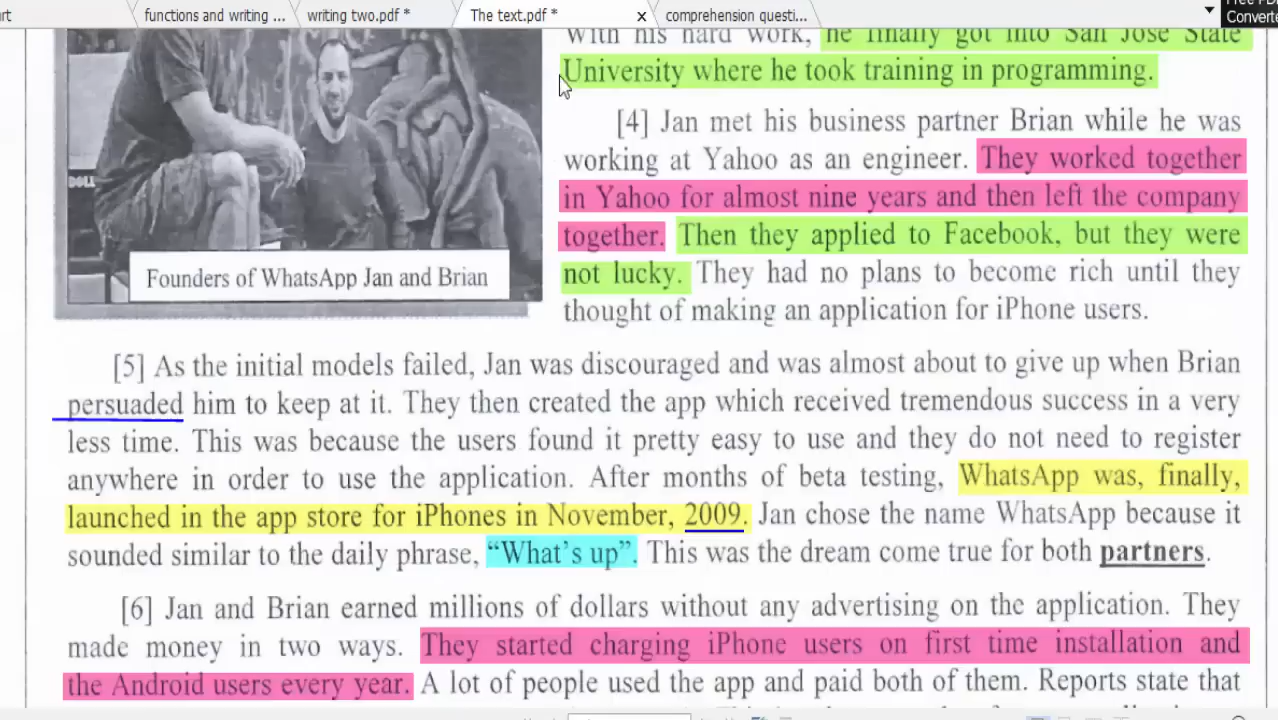 rt
functions and writing ...
writing two.pdf *
The text.pdf *
x
comprehension questi...
Free PDF
Converte
With his hard work, he finally got into San Jose State
University where he took training in programming.
[4] Jan met his business partner Brian while he was
working at Yahoo as an engineer. They worked together
in Yahoo for almost nine years and then left the company
together. Then they applied to Facebook, but they were
not lucky. They had no plans to become rich until they
thought of making an application for iPhone users.
DELL
Founders of WhatsApp Jan and Brian
[5] As the initial models failed, Jan was discouraged and was almost about to give up when Brian
persuaded him to keep at it. They then created the app which received tremendous success in a very
less time. This was because the users found it pretty easy to use and they do not need to register
anywhere in order to use the application. After months of beta testing, WhatsApp was, finally,
launched in the app store for iPhones in November, 2009. Jan chose the name WhatsApp because it
sounded similar to the daily phrase, “What’s up”. This was the dream come true for both partners.
[6] Jan and Brian earned millions of dollars without any advertising on the application. They
made money in two ways. They started charging iPhone users on first time installation and
the Android users every year. A lot of people used the app and paid both of them. Reports state that